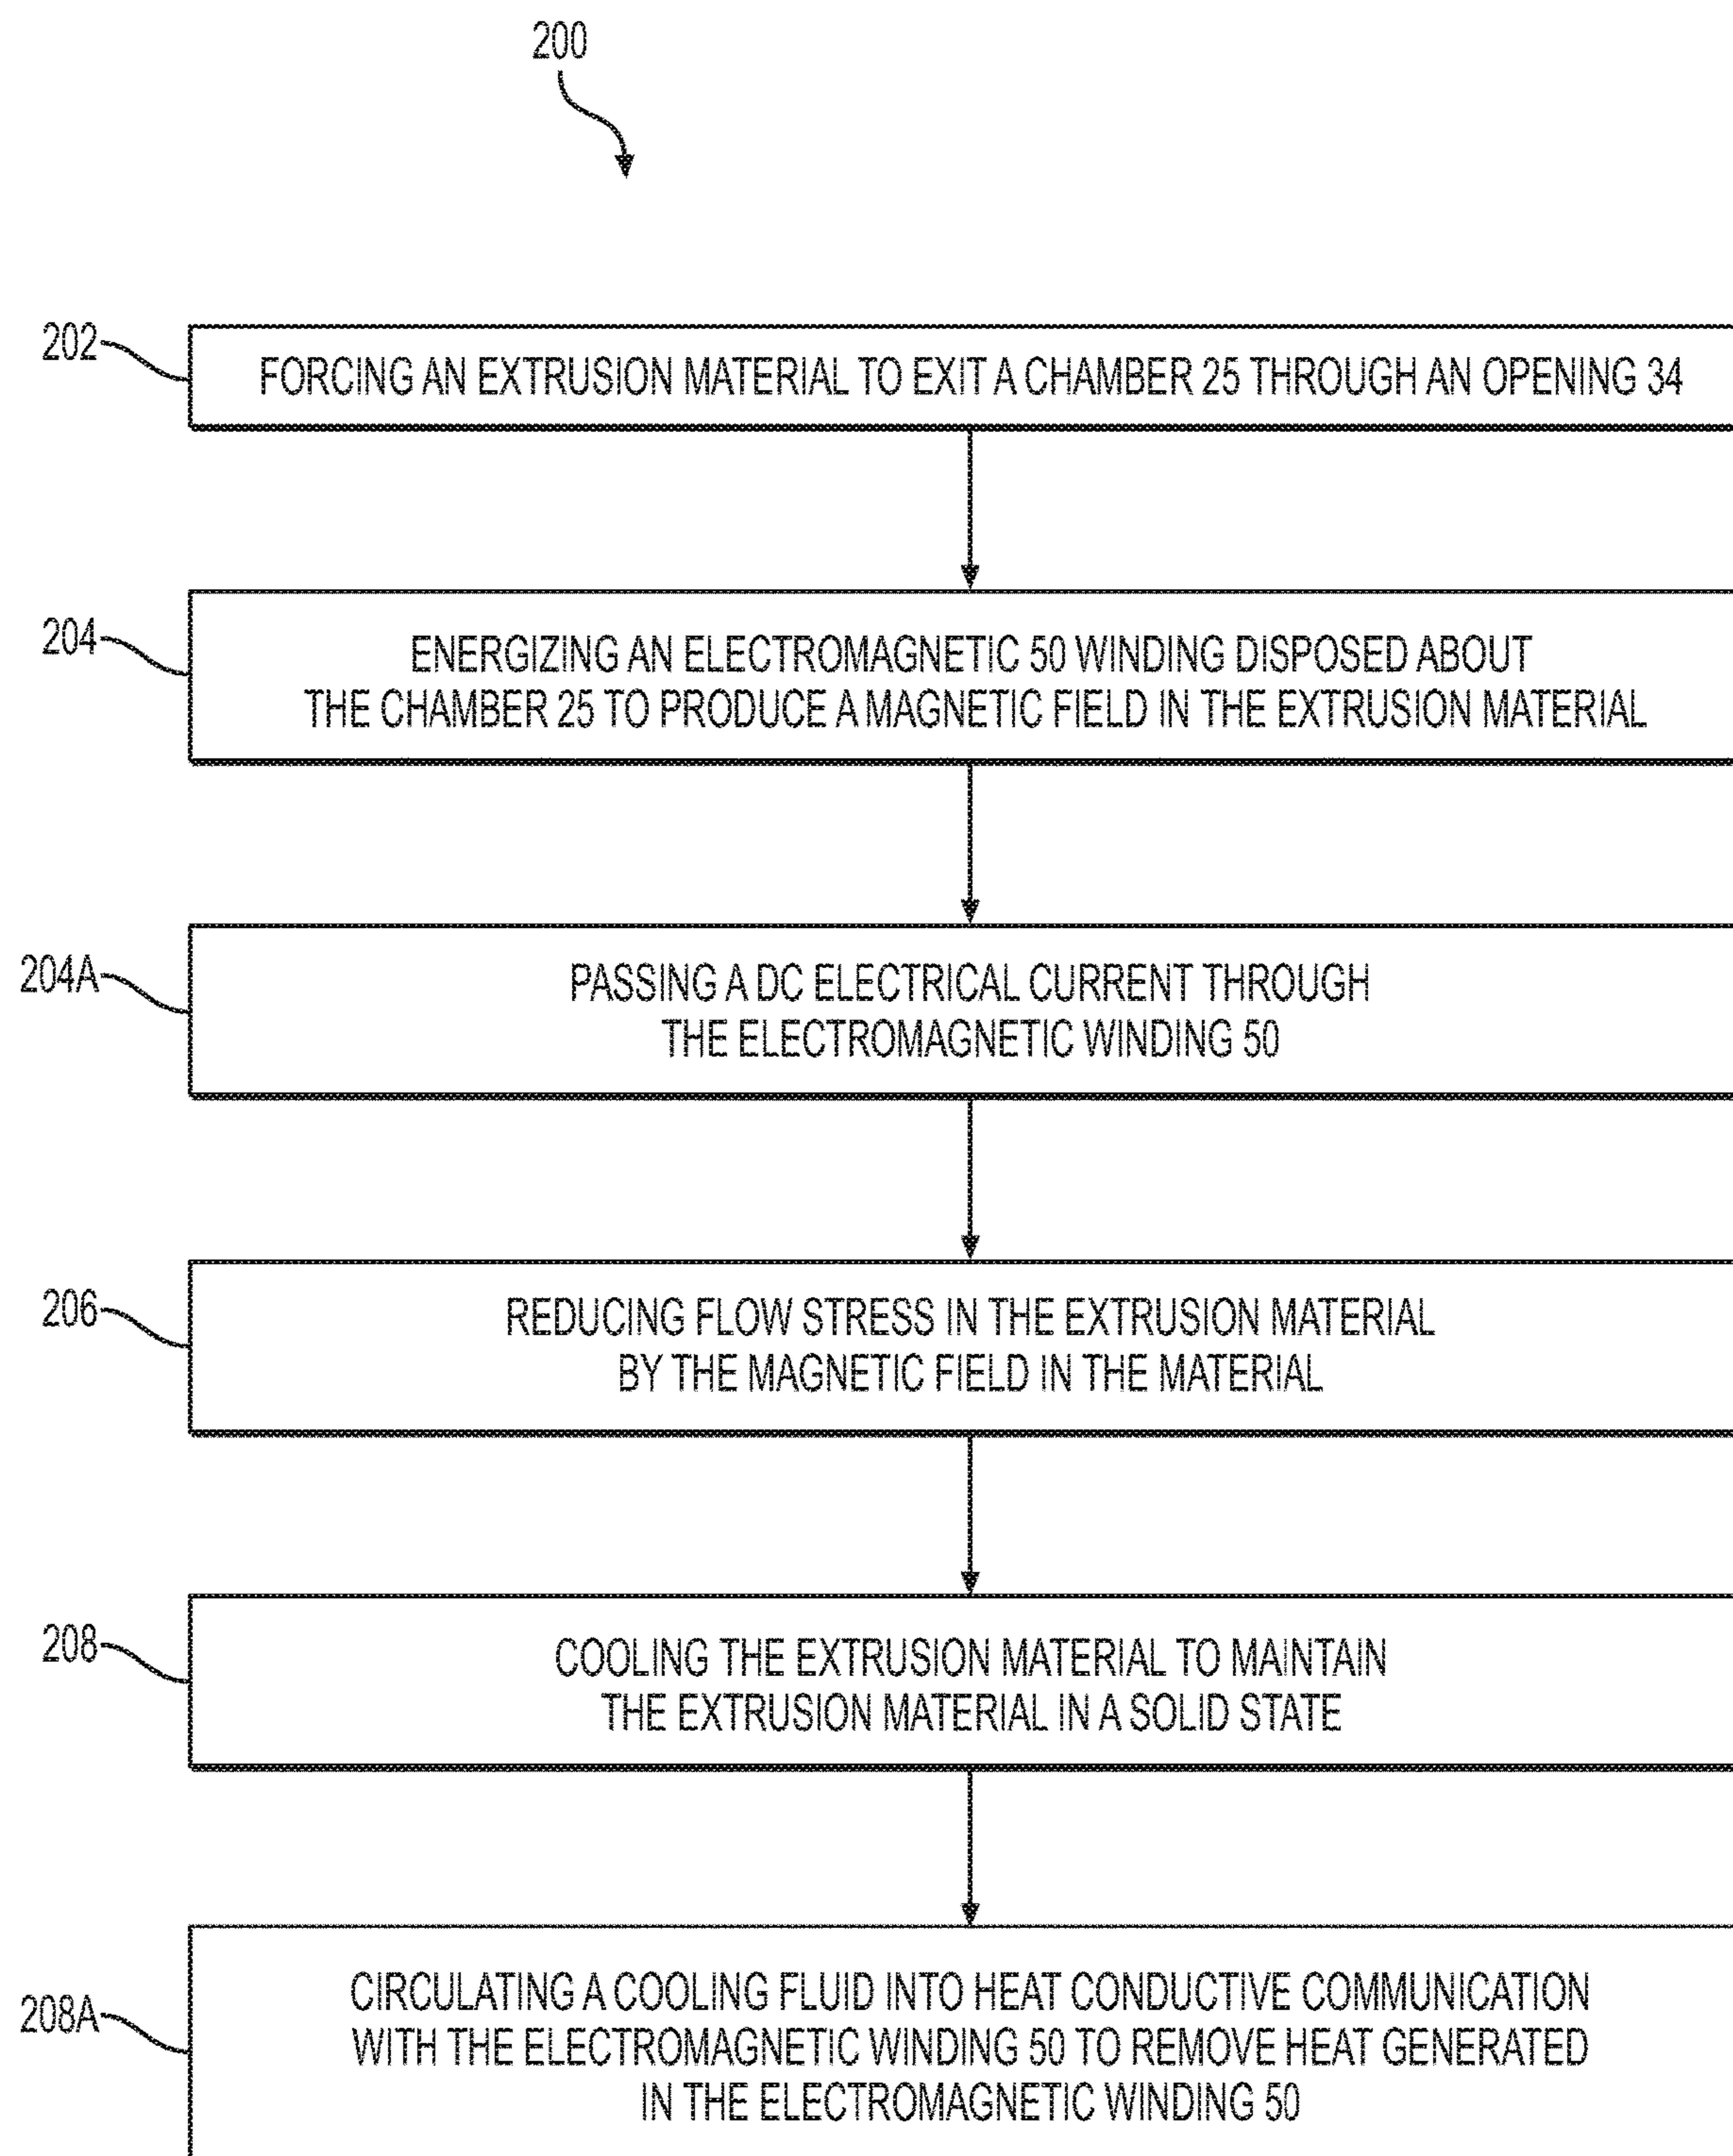 200
202
FORCING AN EXTRUSION MATERIAL TO EXIT A CHAMBER 25 THROUGH AN OPENING 34
204
ENERGIZING AN ELECTROMAGNETIC 50 WINDING DISPOSED ABOUT
THE CHAMBER 25 TO PRODUCE A MAGNETIC FIELD IN THE EXTRUSION MATERIAL
204A
PASSING A DC ELECTRICAL CURRENT THROUGH
THE ELECTROMAGNETIC WINDING 50
206
REDUCING FLOW STRESS IN THE EXTRUSION MATERIAL
BY THE MAGNETIC FIELD IN THE MATERIAL
208
COOLING THE EXTRUSION MATERIAL TO MAINTAIN
THE EXTRUSION MATERIAL IN A SOLID STATE
208A
CIRCULATING A COOLING FLUID INTO HEAT CONDUCTIVE COMMUNICATION
WITH THE ELECTROMAGNETIC WINDING 50 TO REMOVE HEAT GENERATED
IN THE ELECTROMAGNETIC WINDING 50